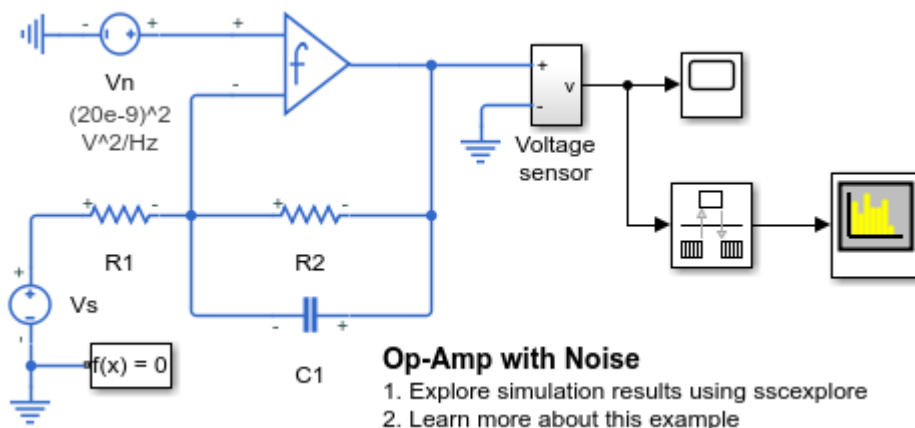 - + +
Vn
(20e-9)^2
V^2/Hz
-
f
+
-
v
Voltage
sensor
+ -
R1
+ -
R2
+
Vs
-
f(x) = 0
- +
C1
Op-Amp with Noise
1. Explore simulation results using sscexplore
2. Learn more about this example